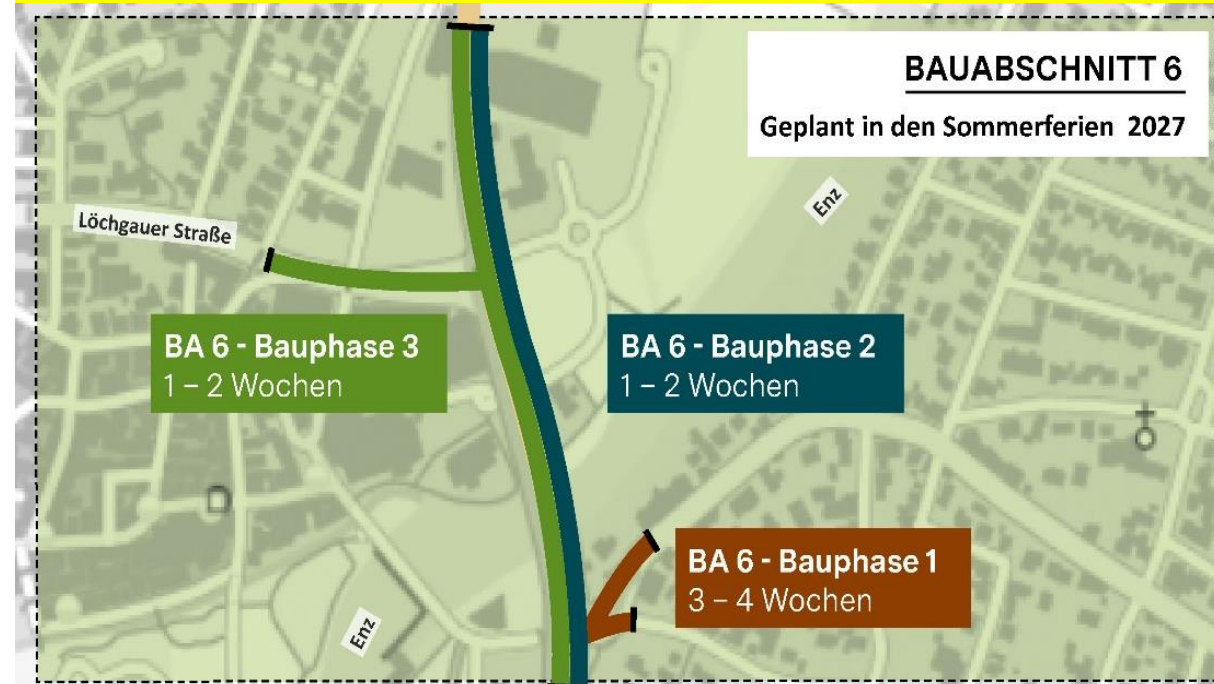 BAUABSCHNITT 6
Geplant in den Sommerferien 2027
Enz
Löchgauer Straße
BA 6 - Bauphase 3
1 – 2 Wochen
BA 6 - Bauphase 2
1 – 2 Wochen
BA 6 - Bauphase 1
3 – 4 Wochen
Enz